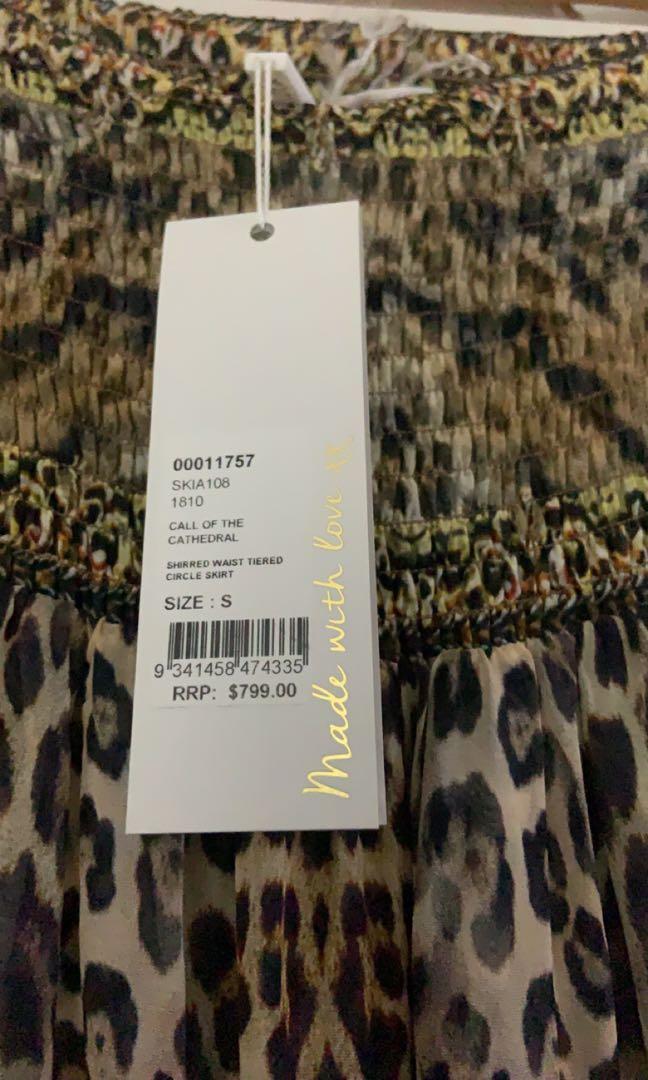 00011757
SKIA108
1810
CALL OF THE
CATHEDRAL
SHIRRED WAIST TIERED
CIRCLE SKIRT
SIZE : S
9 341458 474335
RRP: $799.00
Made with love